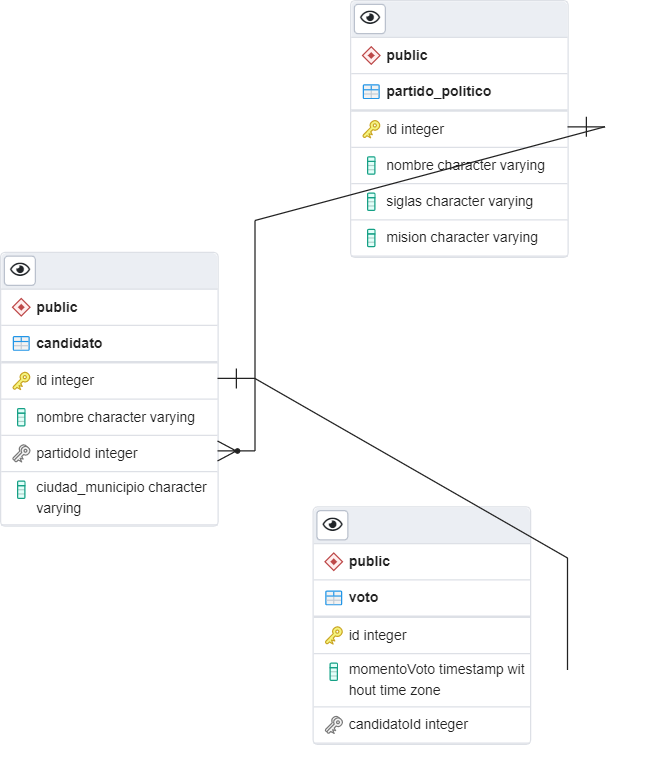 public
partido_politico
id integer
nombre character varying
siglas character varying
mision character varying
public
candidato
id integer
nombre character varying
partidoId integer
ciudad_municipio character
varying
public
voto
id integer
momentoVoto timestamp wit
hout time zone
candidatoId integer